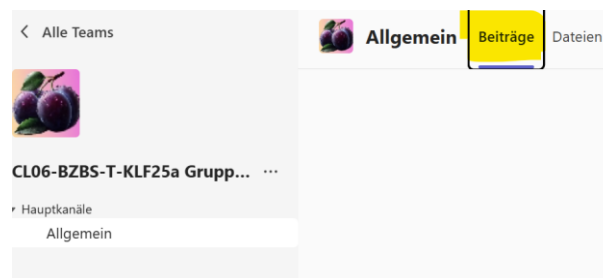 Alle Teams
CL06-BZBS-T-KLF25a Grupp...
Hauptkanäle
Allgemein
Allgemein Beiträge Dateien